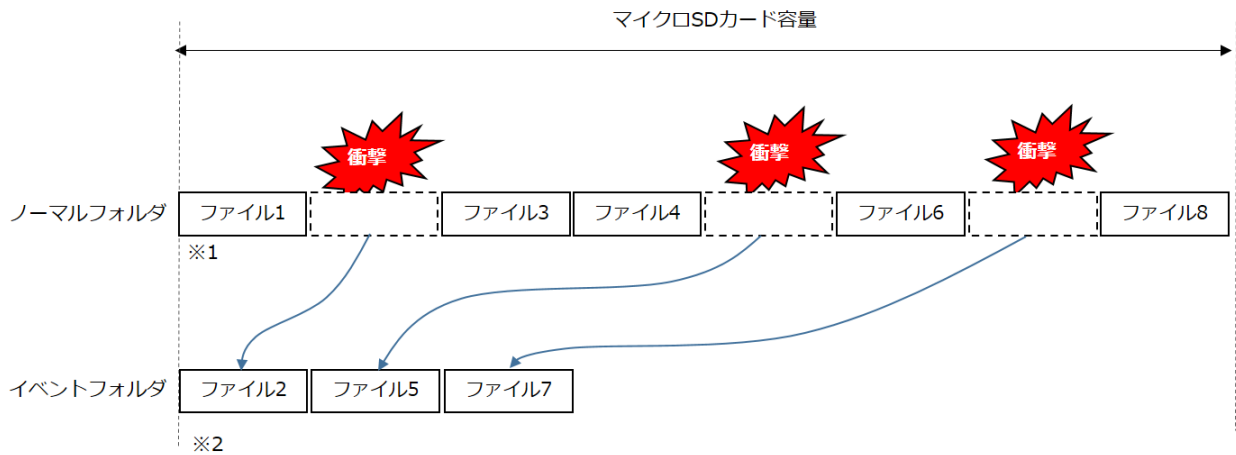 マイクロSDカード容量
衝撃
衝撃
衝撃
ノーマルフォルダ
ファイル1
ファイル3
ファイル4
ファイル6
ファイル8
※1
イベントフォルダ
ファイル2
ファイル5
ファイル7
※2